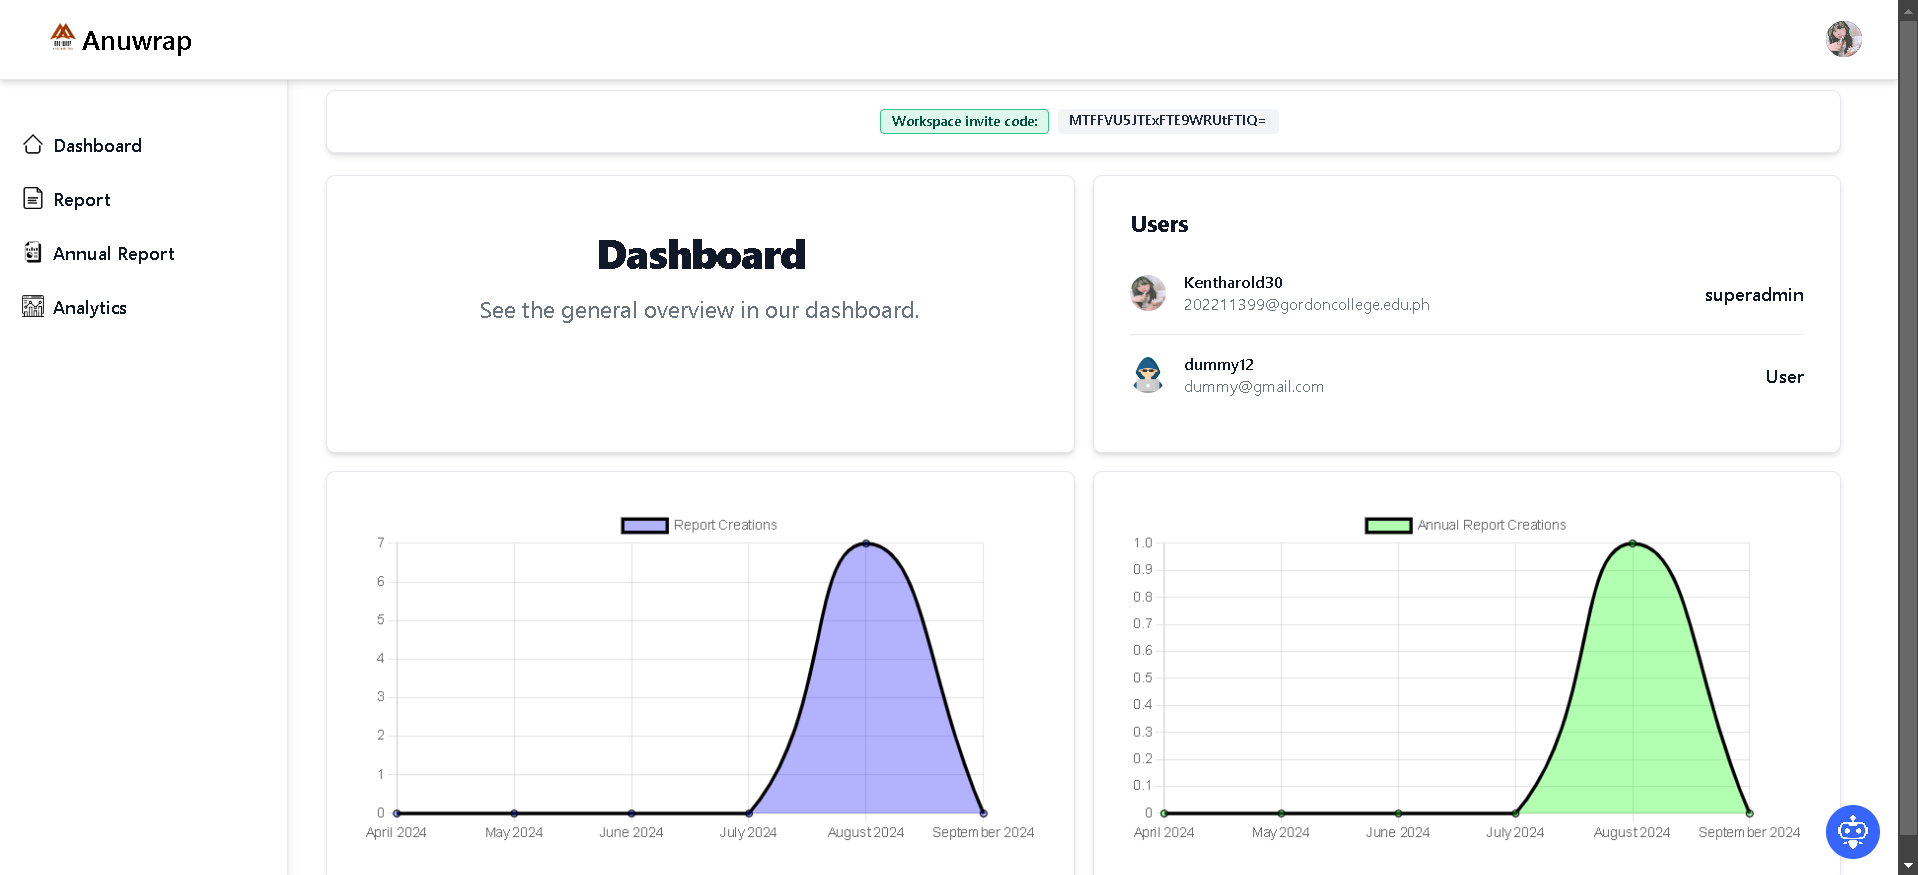 Anuwrap
Workspace invite code: MTFFVU5JTExFTE9WRUtFTIQ=
Dashboard
Report
Annual Report
Analytics
Dashboard
See the general overview in our dashboard.
Users
Kentharold30
202211399@gordoncollege.edu.ph
superadmin
dummy12
dummy@gmail.com
User
Report Creations
7
6
5
4
3
2
1
0
April 2024 May 2024 June 2024 July 2024 August 2024 September 2024
Annual Report Creations
1.0
0.9
0.8
0.7
0.6
0.5
0.4
0.3
0.2
0.1
0
April 2024 May 2024 June 2024 July 2024 August 2024 September 2024